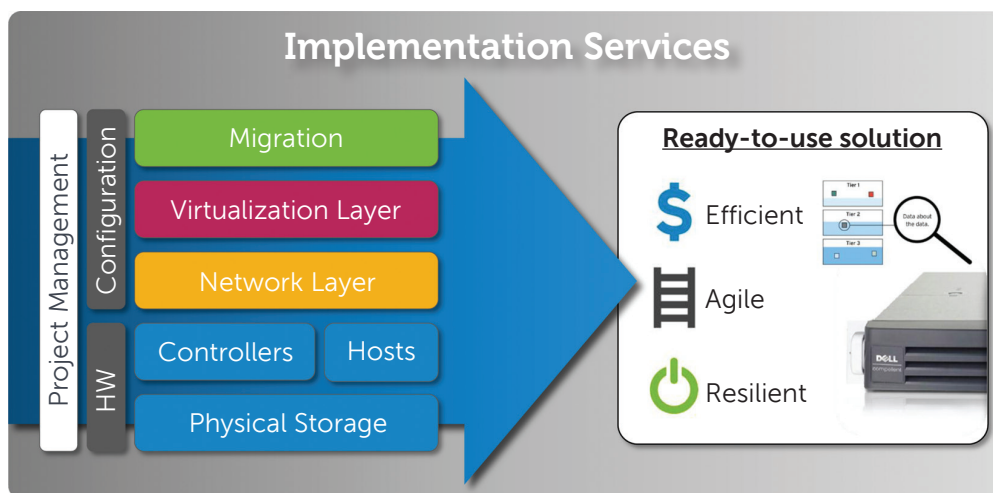 Implementation Services
Project Management
Configuration
HW
Migration
Virtualization Layer
Network Layer
Controllers
Hosts
Physical Storage
Ready-to-use solution
Efficient
Agile
Resilient
Tier 1
Tier 2
Tier 3
Data about
the data.
DELL
computers